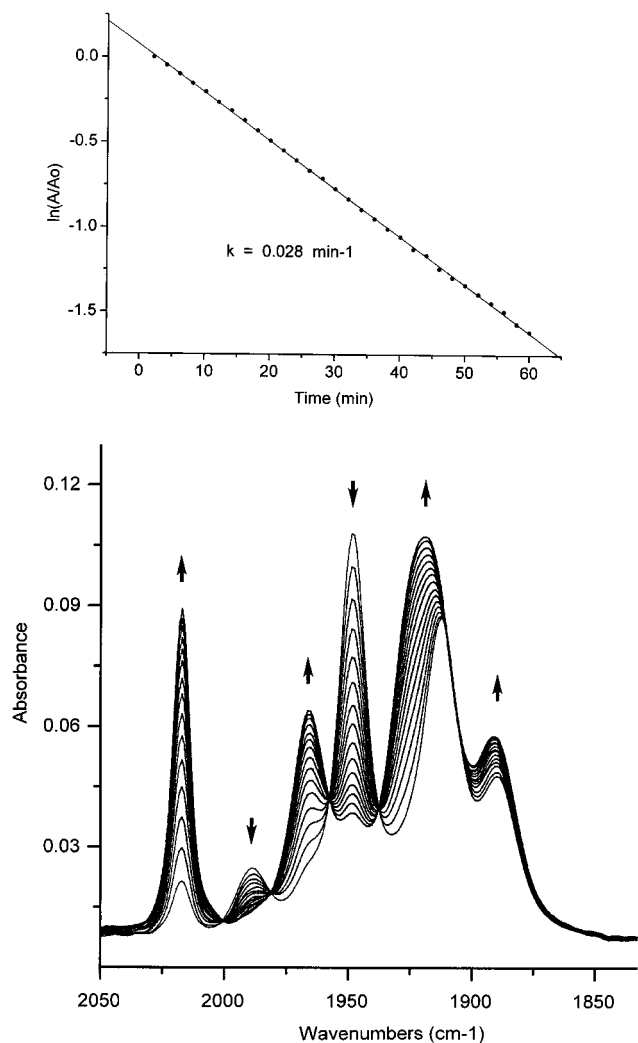 0.0
-0.5
-1.0
-1.5
ln(A/Ao)
k = 0.028 min-1
0 10 20 30 40 50 60
Time (min)
0.12
0.09
0.06
0.03
Absorbance
2050 2000 1950 1900 1850
Wavenumbers (cm-1)